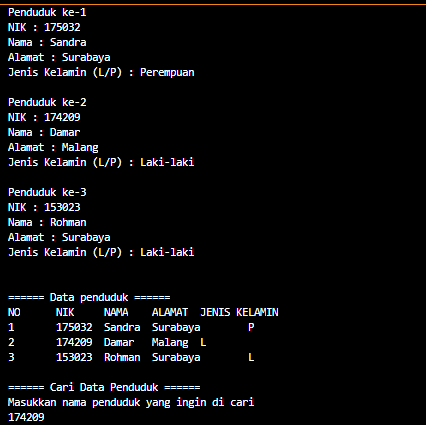 Penduduk ke-1
NIK : 175032
Nama : Sandra
Alamat : Surabaya
Jenis Kelamin (L/P) : Perempuan
Penduduk ke-2
NIK : 174209
Nama : Damar
Alamat : Malang
Jenis Kelamin (L/P) : Laki-laki
Penduduk ke-3
NIK : 153023
Nama : Rohman
Alamat : Surabaya
Jenis Kelamin (L/P) : Laki-laki
====== Data penduduk ======
NO NIK NAMA ALAMAT JENIS KELAMIN
1 175032 Sandra Surabaya P
2 174209 Damar Malang L
3 153023 Rohman Surabaya L
====== Cari Data Penduduk ======
Masukkan nama penduduk yang ingin di cari
174209